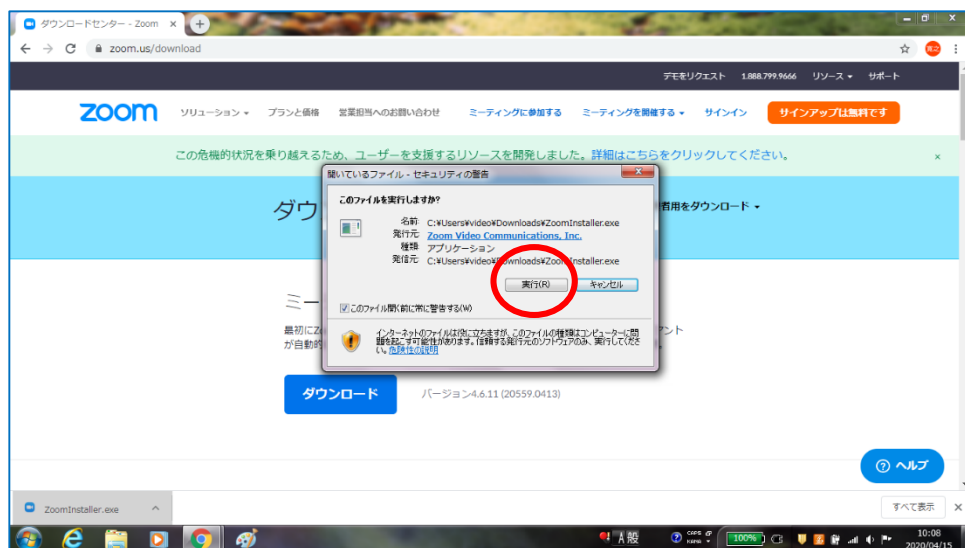 ダウンロードセンター - Zoom
zoom.us/download
デモをリクエスト 1.888.799.9666 リソース サポート
zoom ソリューション プランと価格 営業担当へのお問い合わせ ミーティングに参加する ミーティングを開催する サインイン サインアップは無料です
この危機的状況を乗り越えるため、ユーザーを支援するリソースを開発しました。詳細はこちらをクリックしてください。
開いているファイル - セキュリティの警告
ダウ
者用をダウンロード
このファイルを実行しますか?
名前: C:¥Users¥video¥Downloads¥ZoomInstaller.exe
発行元: Zoom Video Communications, Inc.
種類: アプリケーション
発信元: C:¥Users¥video¥Downloads¥ZoomInstaller.exe
実行(R) キャンセル
このファイルを開く前に常に警告する(W)
ミー
最初にZo
が自動的
ント
インターネットのファイルは役に立ちますが、このファイルの種類はコンピューターに問
題を起こす可能性があります。信頼する発行元のソフトウェアのみ、実行してくださ
い。危険性の説明
ダウンロード バージョン4.6.11 (20559.0413)
ヘルプ
ZoomInstaller.exe すべて表示
A 般 CAPS KANA 100% 10:08
2020/04/15